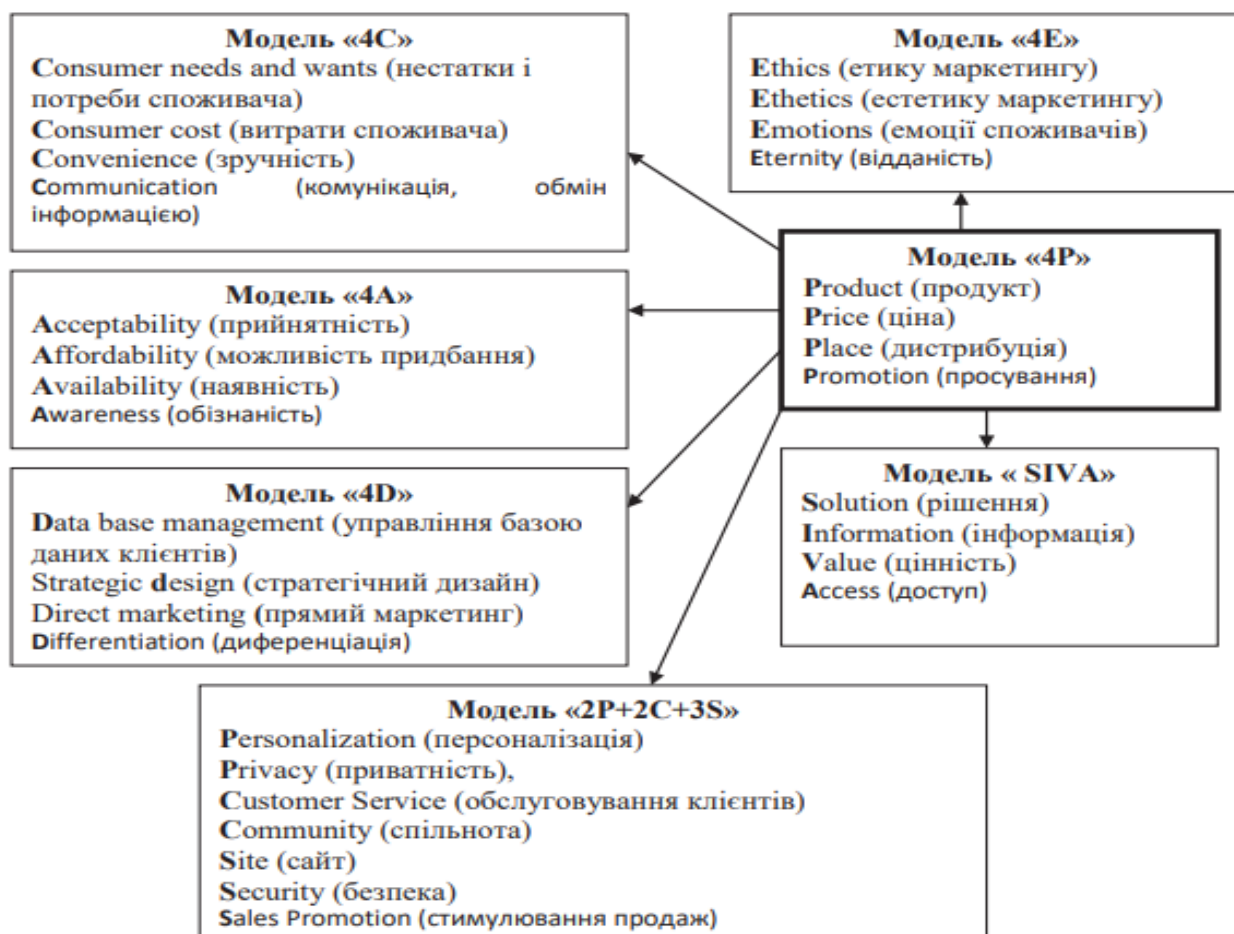 Модель «4С»
Consumer needs and wants (нестатки і
потреби споживача)
Consumer cost (витрати споживача)
Convenience (зручність)
Communication (комунікація, обмін
інформацією)
Модель «4Е»
Ethics (етику маркетингу)
Ethetics (естетику маркетингу)
Emotions (емоції споживачів)
Eternity (відданість)
Модель «4Р»
Product (продукт)
Price (ціна)
Place (дистрибуція)
Promotion (просування)
Модель «4А»
Acceptability (прийнятність)
Affordability (можливість придбання)
Availability (наявність)
Awareness (обізнаність)
Модель « SIVA»
Solution (рішення)
Information (інформація)
Value (цінність)
Access (доступ)
Модель «4D»
Data base management (управління базою
даних клієнтів)
Strategic design (стратегічний дизайн)
Direct marketing (прямий маркетинг)
Differentiation (диференціація)
Модель «2P+2C+3S»
Personalization (персоналізація)
Privacy (приватність),
Customer Service (обслуговування клієнтів)
Community (спільнота)
Site (сайт)
Security (безпека)
Sales Promotion (стимулювання продаж)